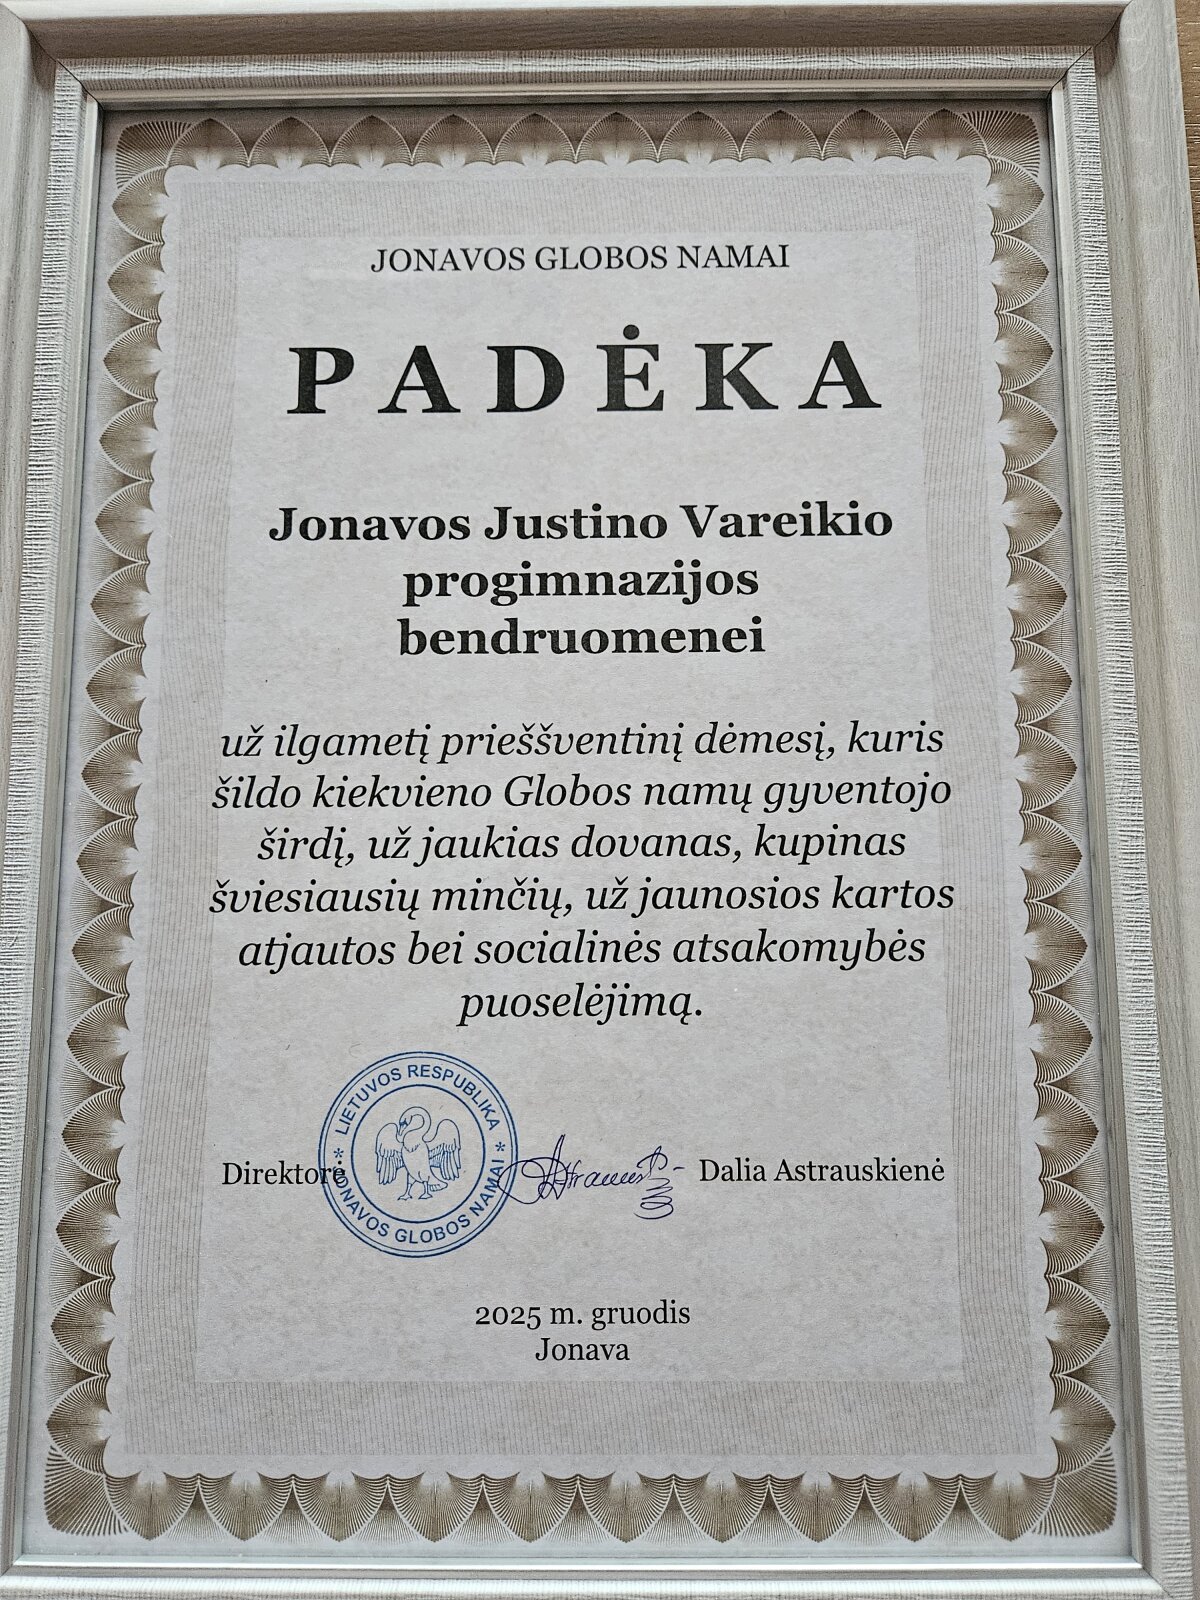 JONAVOS GLOBOS NAMAI
PADĖKA
Jonavos Justino Vareikio
progimnazijos
bendruomenei
už ilgametį prieššventinį dėmesį, kuris
šildo kiekvieno Globos namų gyventojo
širdį, už jaukias dovanas, kupinas
šviesiausių minčių, už jaunosios kartos
atjautos bei socialinės atsakomybės
puoselėjimą.
LIETUVOS RESPUBLIKA
* JONAVOS GLOBOS NAMAI *
Direktorė
Dalia Astrauskienė
2025 m. gruodis
Jonava